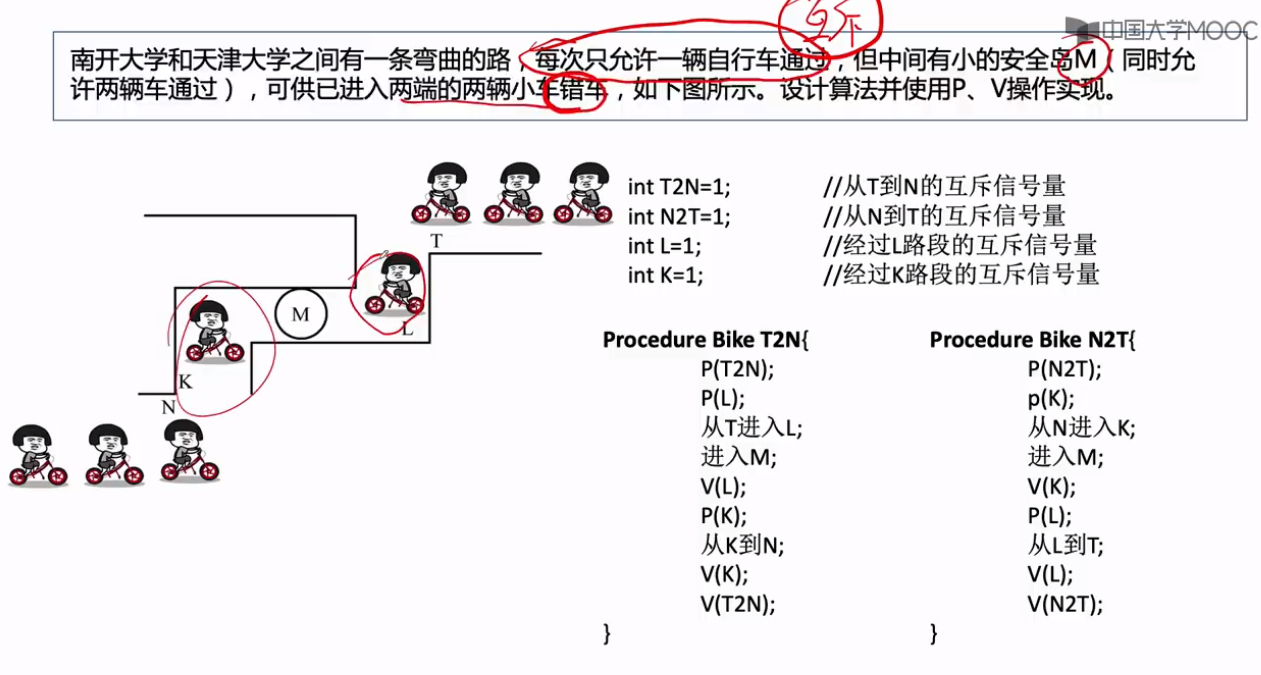 互斥
中国大学MOOC
南开大学和天津大学之间有一条弯曲的路，每次只允许一辆自行车通过，但中间有小的安全岛M（同时允
许两辆车通过），可供已进入两端的两辆小车错车，如下图所示。设计算法并使用P、V操作实现。
T
M
L
K
N
int T2N=1; //从T到N的互斥信号量
int N2T=1; //从N到T的互斥信号量
int L=1; //经过L路段的互斥信号量
int K=1; //经过K路段的互斥信号量
Procedure Bike T2N{
P(T2N);
P(L);
从T进入L;
进入M;
V(L);
P(K);
从K到N;
V(K);
V(T2N);
}
Procedure Bike N2T{
P(N2T);
p(K);
从N进入K;
进入M;
V(K);
P(L);
从L到T;
V(L);
V(N2T);
}